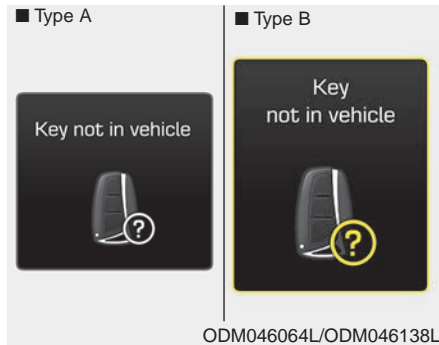 ■ Type A
Key not in vehicle
?
■ Type B
Key
not in vehicle
?
ODM046064L/ODM046138L